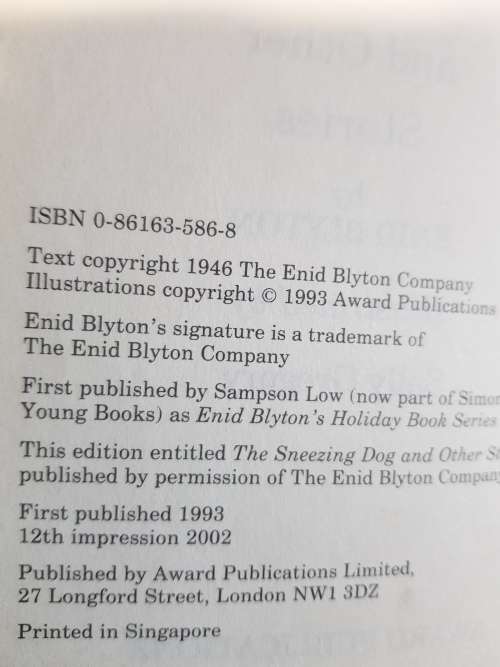 ISBN 0-86163-586-8
Text copyright 1946 The Enid Blyton Company
Illustrations copyright © 1993 Award Publications
Enid Blyton's signature is a trademark of
The Enid Blyton Company
First published by Sampson Low (now part of Simon
Young Books) as Enid Blyton's Holiday Book Series
This edition entitled The Sneezing Dog and Other
published by permission of The Enid Blyton Company
First published 1993
12th impression 2002
Published by Award Publications Limited,
27 Longford Street, London NW1 3DZ
Printed in Singapore